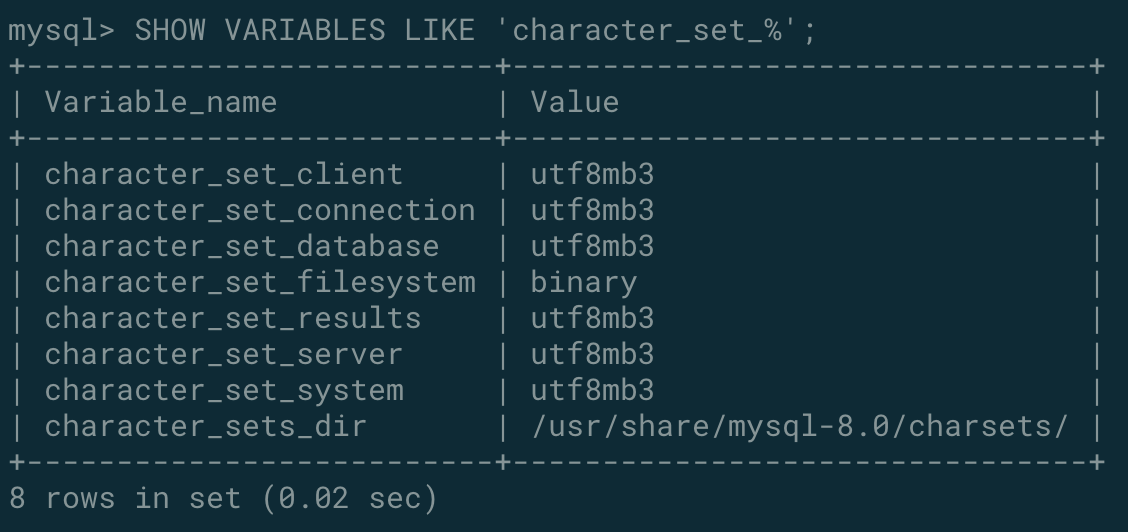 mysql> SHOW VARIABLES LIKE 'character_set_%';
+--------------------------+--------------------------------+
| Variable_name            | Value                          |
+--------------------------+--------------------------------+
| character_set_client     | utf8mb3                        |
| character_set_connection | utf8mb3                        |
| character_set_database   | utf8mb3                        |
| character_set_filesystem | binary                         |
| character_set_results    | utf8mb3                        |
| character_set_server     | utf8mb3                        |
| character_set_system     | utf8mb3                        |
| character_sets_dir       | /usr/share/mysql-8.0/charsets/ |
+--------------------------+--------------------------------+
8 rows in set (0.02 sec)